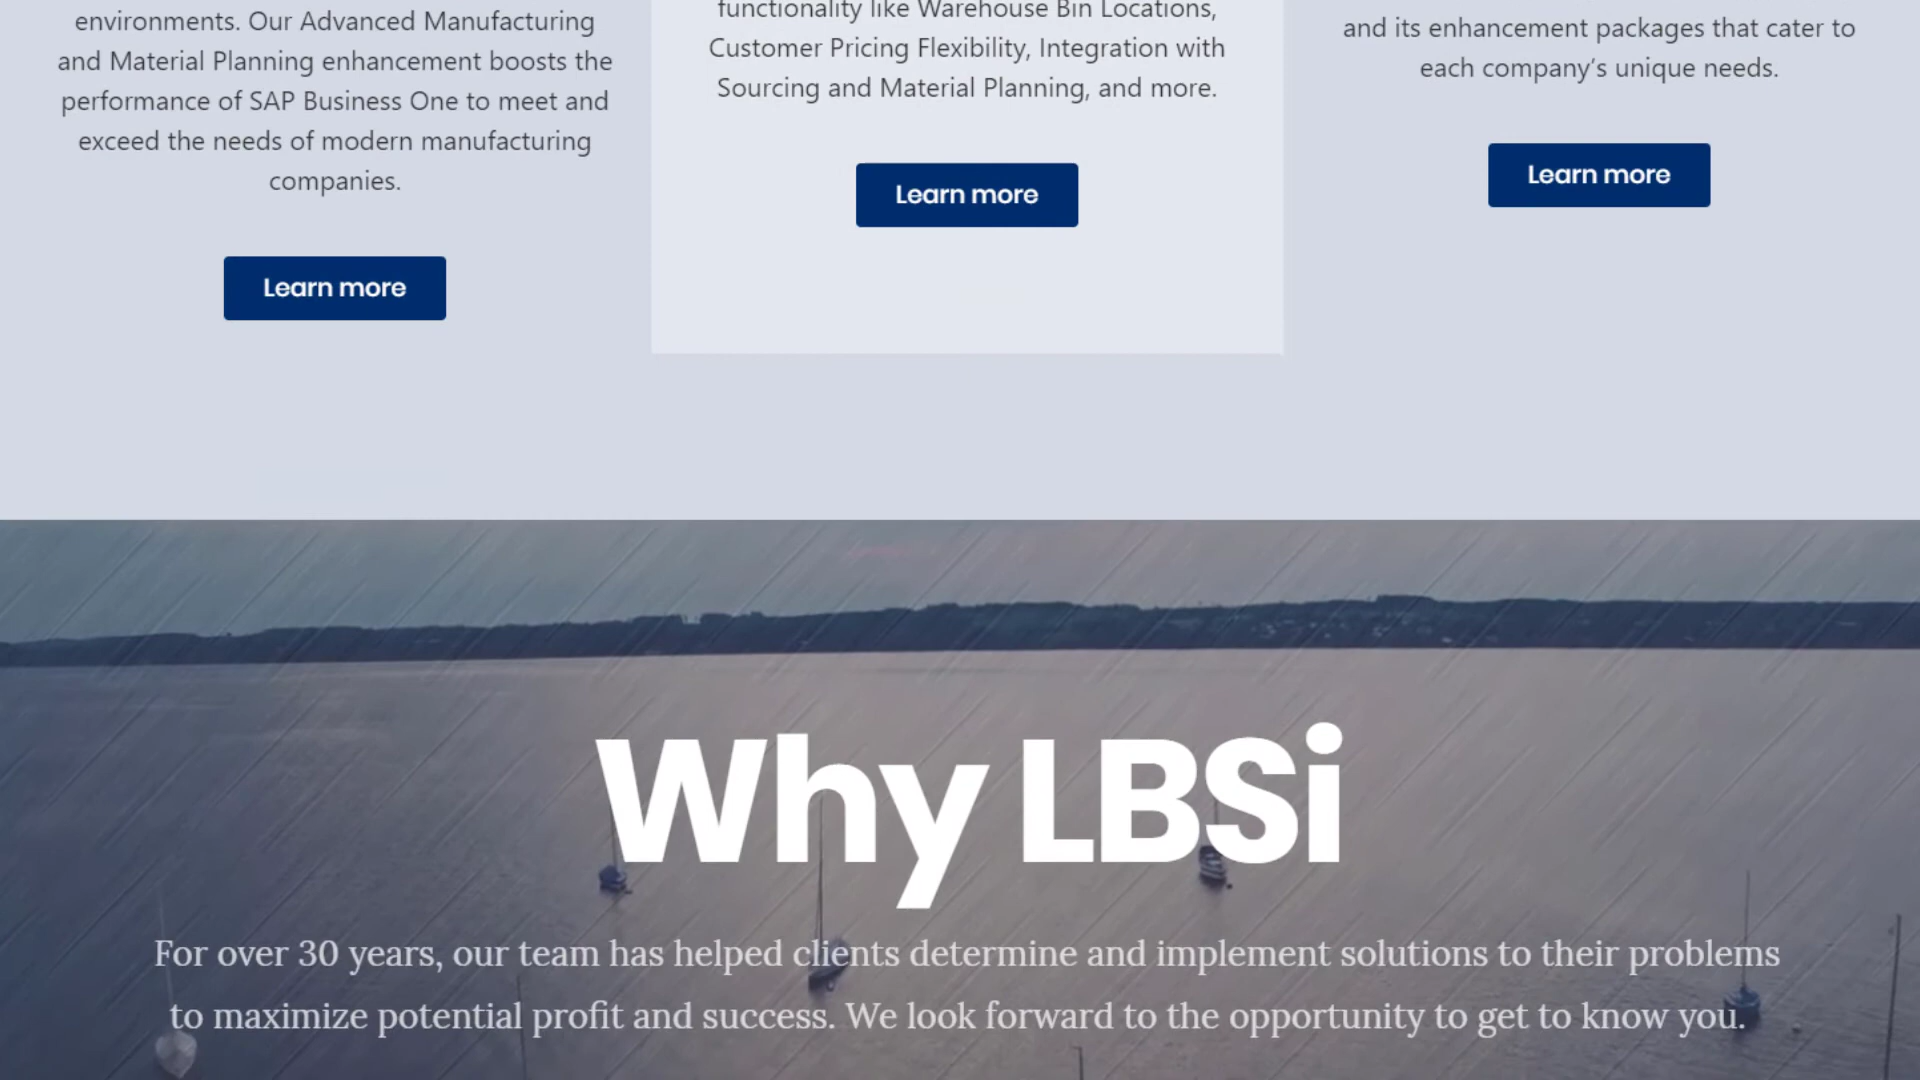 environments. Our Advanced Manufacturing
and Material Planning enhancement boosts the
performance of SAP Business One to meet and
exceed the needs of modern manufacturing
companies.
Learn more
functionality like Warehouse Bin Locations,
Customer Pricing Flexibility, Integration with
Sourcing and Material Planning, and more.
Learn more
and its enhancement packages that cater to
each company’s unique needs.
Learn more
Why LBSi
For over 30 years, our team has helped clients determine and implement solutions to their problems
to maximize potential profit and success. We look forward to the opportunity to get to know you.